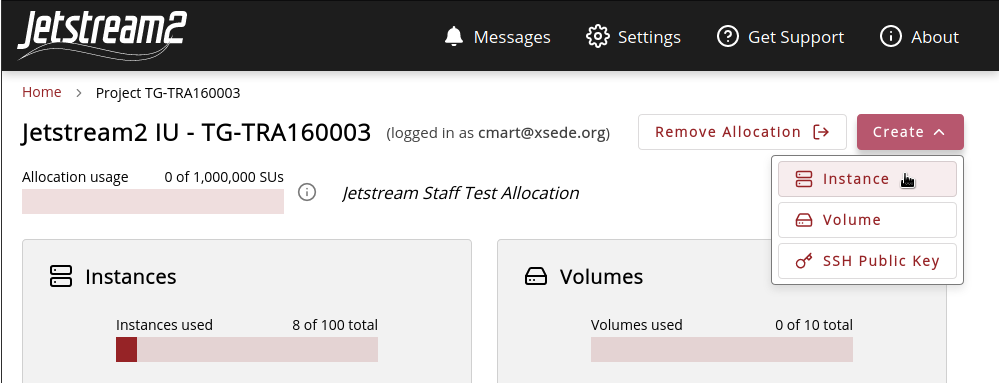 Jetstream2
Messages Settings Get Support About
Home > Project TG-TRA160003
Jetstream2 IU - TG-TRA160003 (logged in as cmart@xsede.org) Remove Allocation Create
Allocation usage 0 of 1,000,000 SUs
Jetstream Staff Test Allocation
Instance
Volume
SSH Public Key
Instances
Instances used 8 of 100 total
Volumes
Volumes used 0 of 10 total